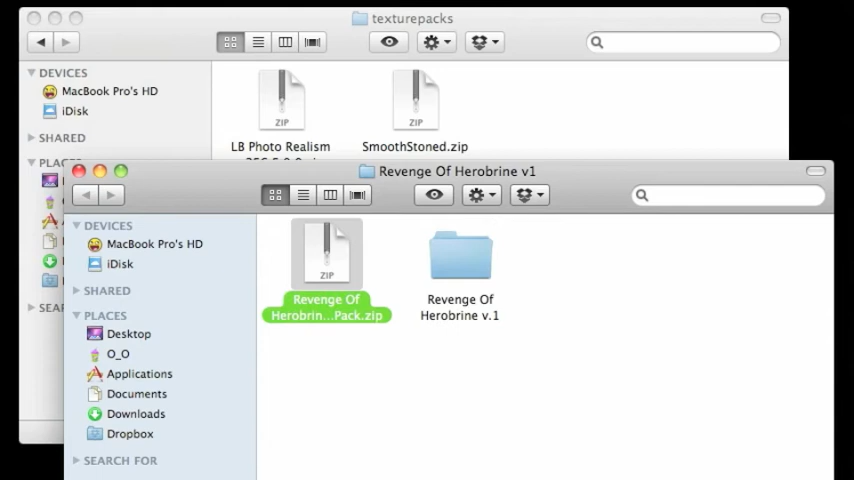 texturepacks
DEVICES
MacBook Pro's HD
iDisk
SHARED
PLAC
SEAR
ZIP
ZIP
LB Photo Realism
SmoothStoned.zip
Revenge Of Herobrine v1
DEVICES
MacBook Pro's HD
iDisk
SHARED
PLACES
Desktop
O_O
Applications
Documents
Downloads
Dropbox
SEARCH FOR
ZIP
Revenge Of
Herobrin...Pack.zip
Revenge Of
Herobrine v.1